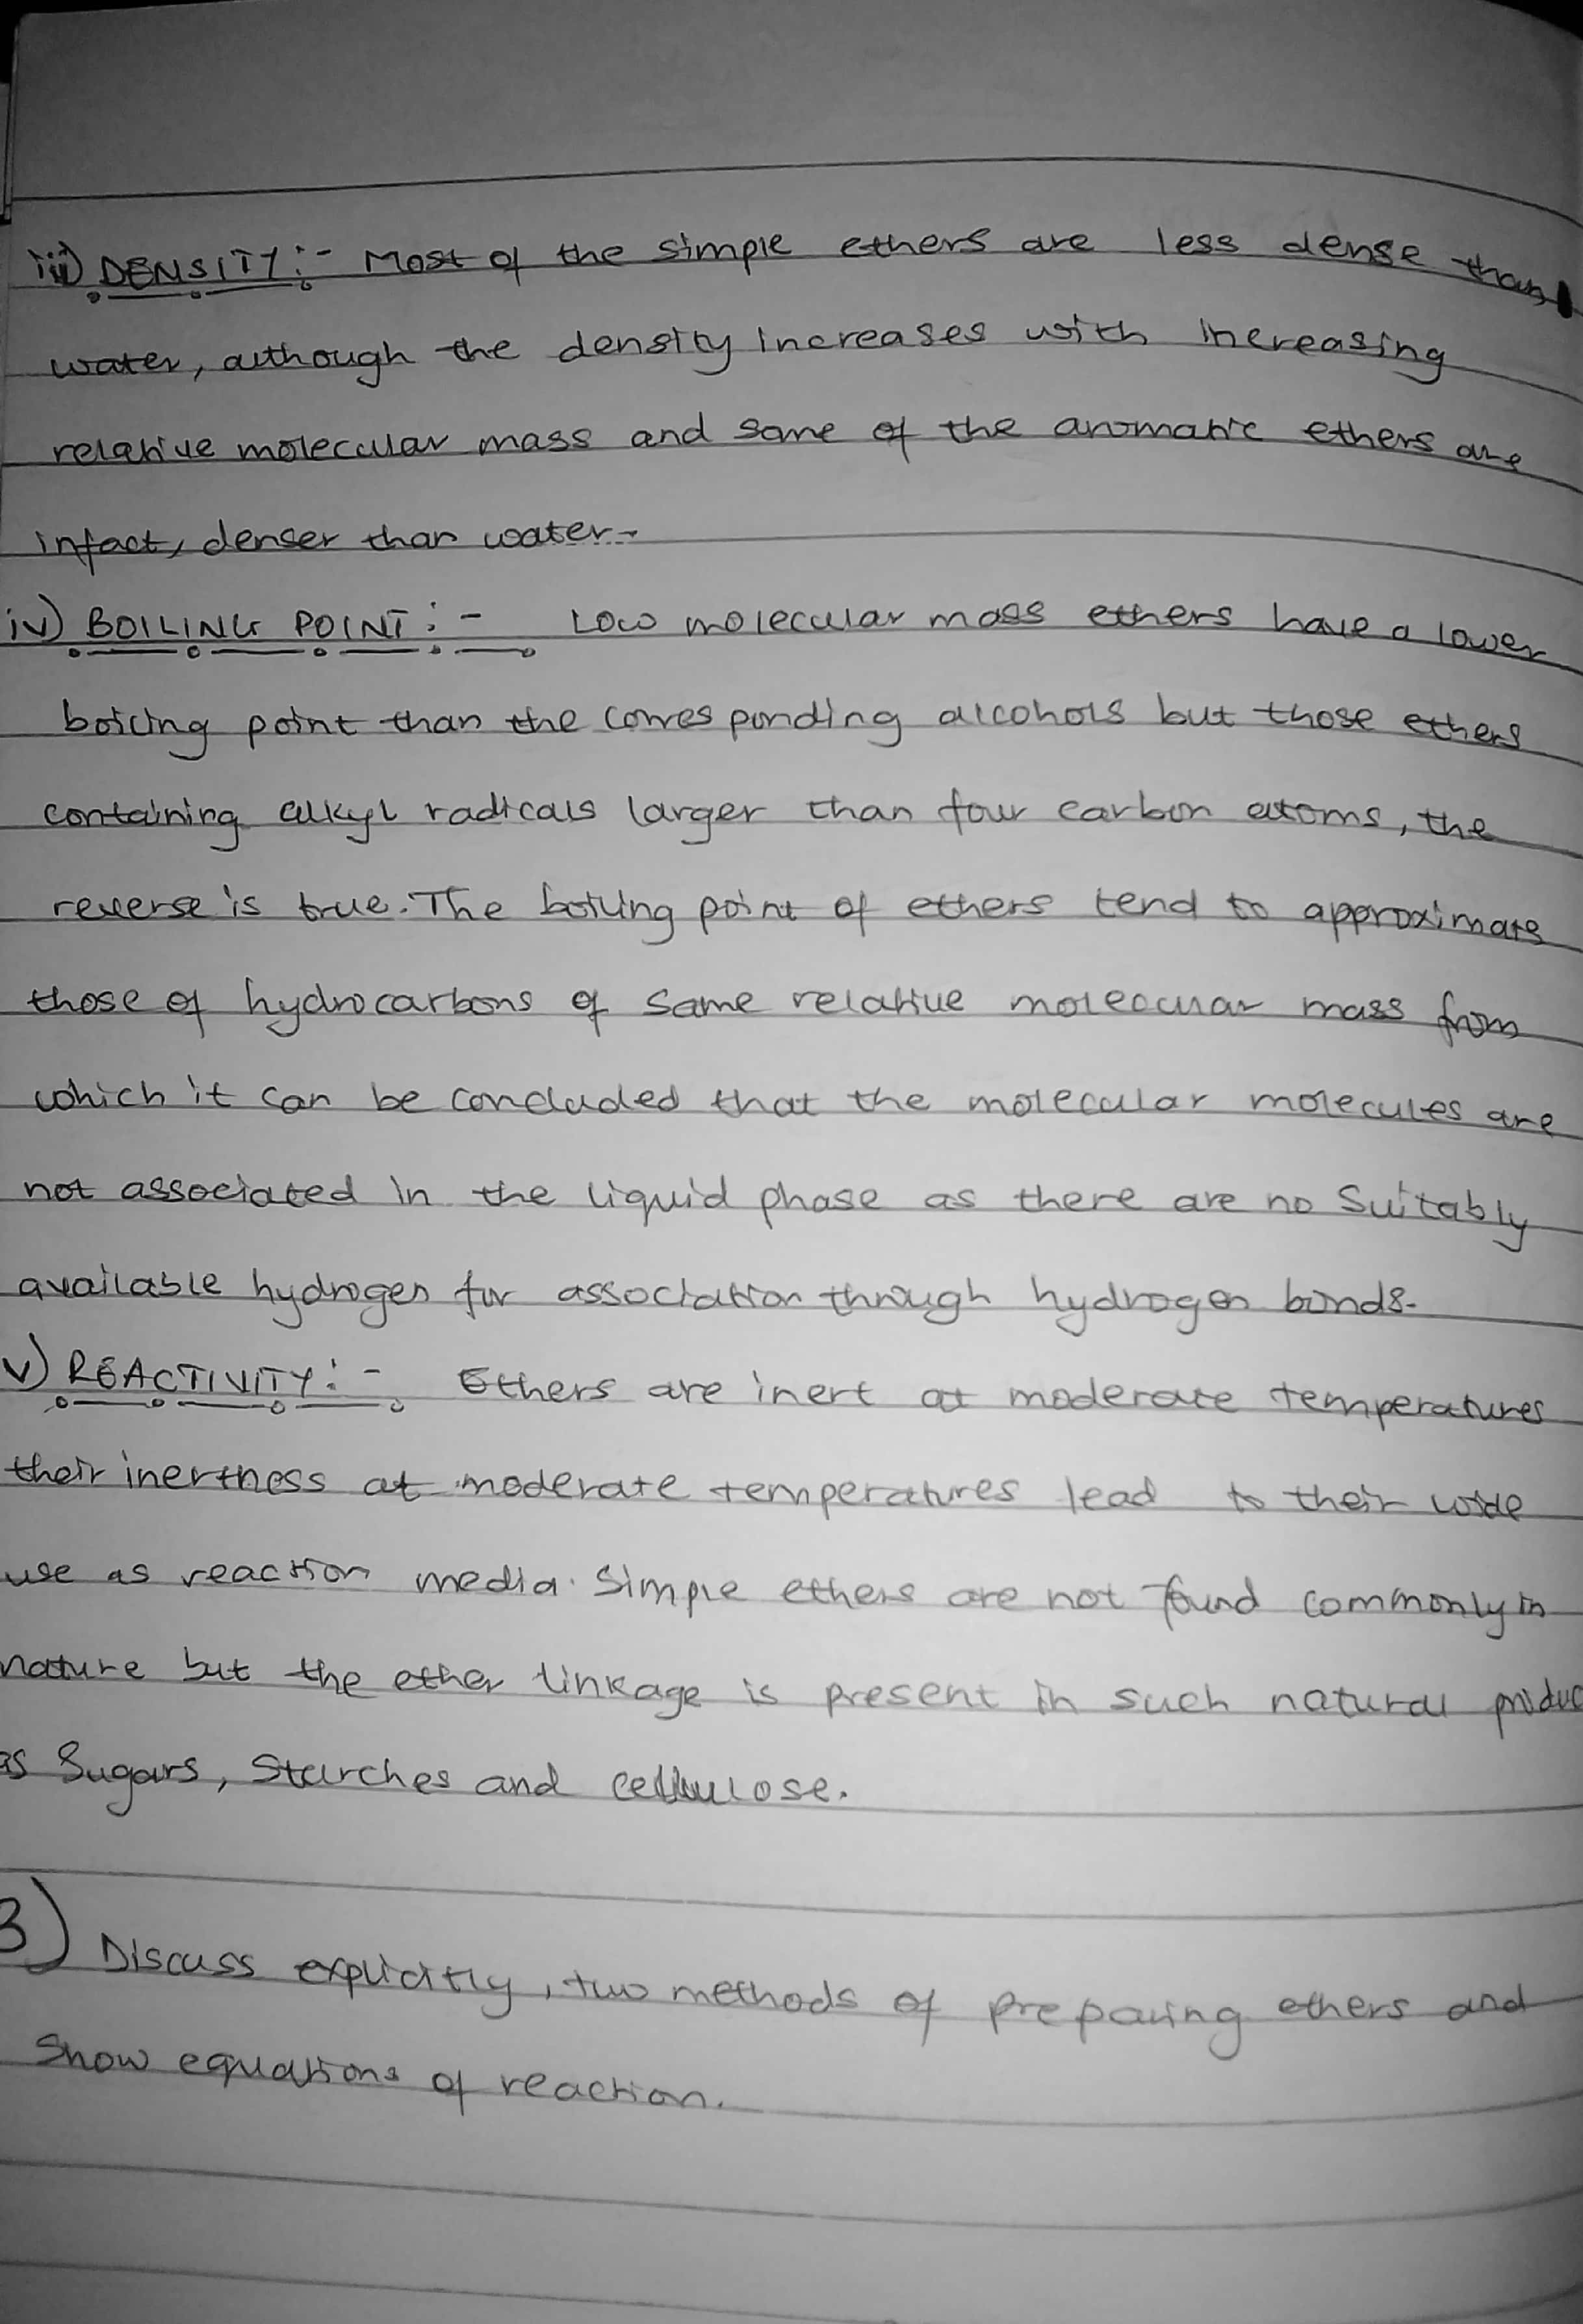 iii) DENSITY:- Most of the simple ethers are less dense than
water, although the density increases with increasing
relative molecular mass and some of the aromatic ethers are
infact, denser than water.
iv) BOILING POINT:- Low molecular mass ethers have a lower
boiling point than the corresponding alcohols but those ethers
containing alkyl radicals larger than four carbon atoms, the
reverse is true. The boiling point of ethers tend to approximate
those of hydrocarbons of same relative molecular mass from
which it can be concluded that the molecular molecules are
not associated in the liquid phase as there are no suitably
available hydrogen for association through hydrogen bonds.
v) REACTIVITY:- Ethers are inert at moderate temperatures
their inertness at moderate temperatures lead to their wide
use as reaction media. Simple ethers are not found commonly in
nature but the ether linkage is present in such natural produc
as Sugars, Starches and cellulose.
3) Discuss explicitly, two methods of preparing ethers and
Show equations of reaction.